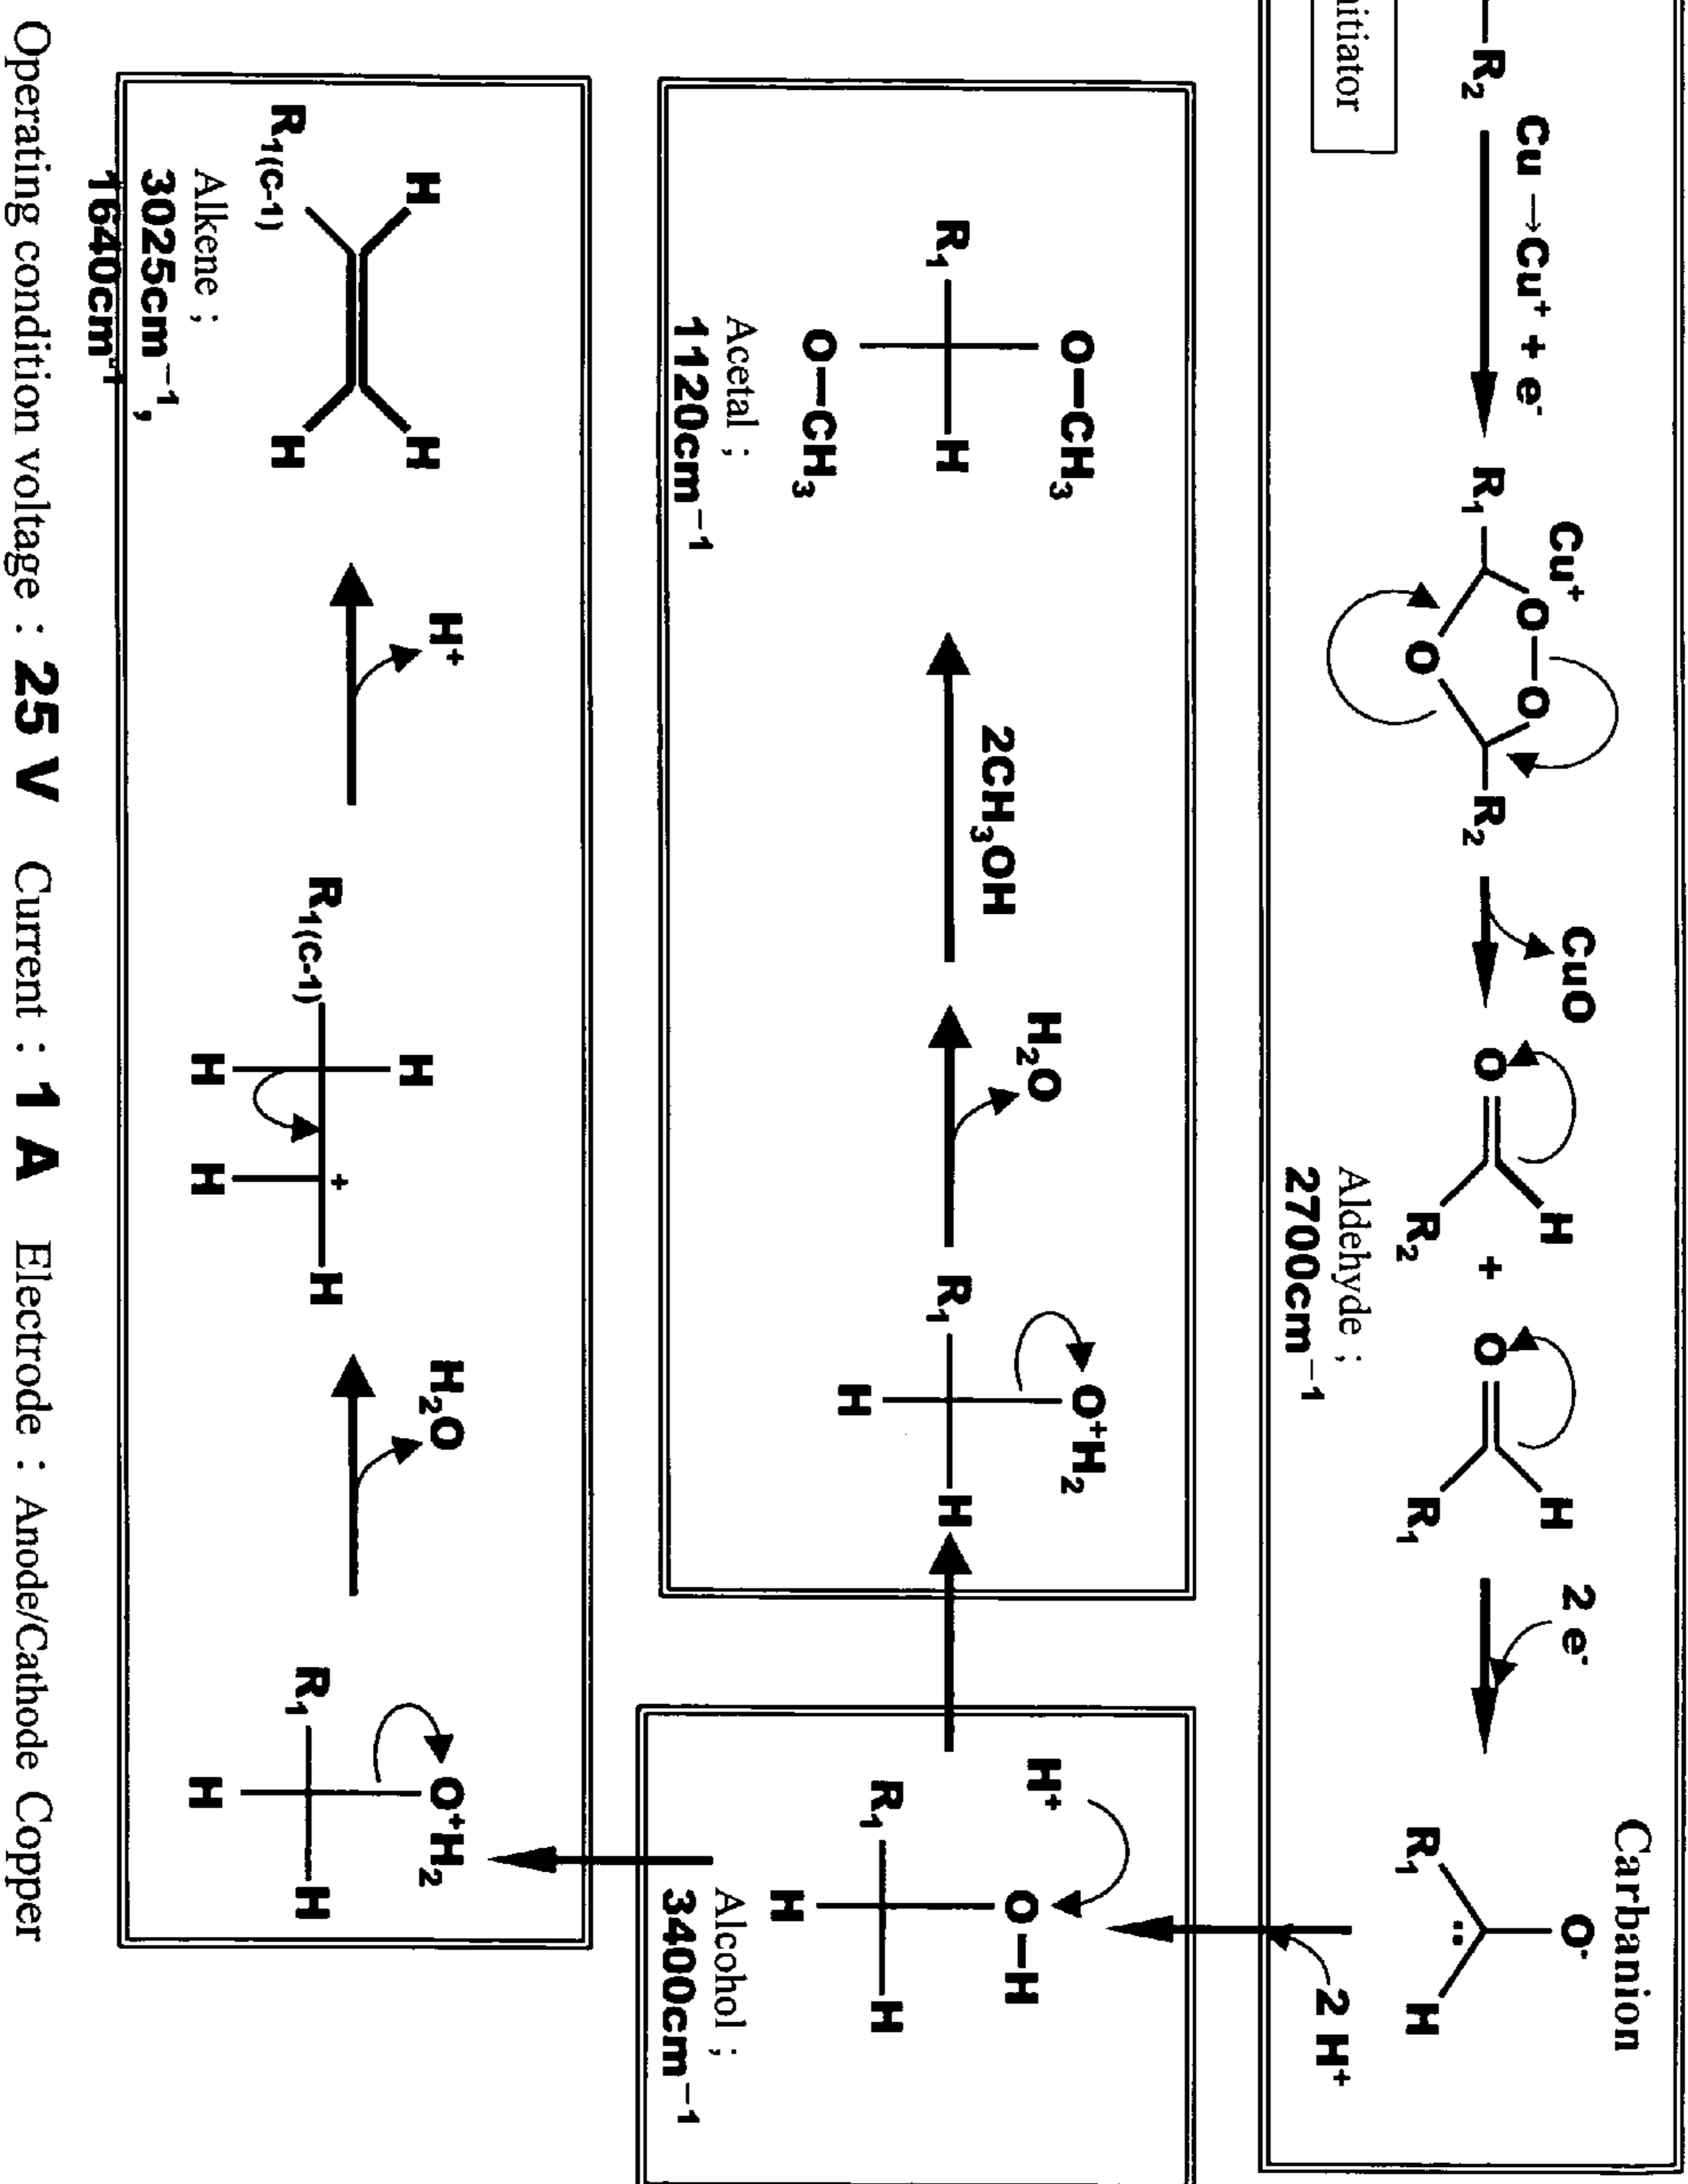 Carbanion
R₂
Cu →Cu⁺ + e⁻
R₁
Cu⁺
O—O
O
R₂
CuO
O
H
R₂
+
O
H
R₁
2 e⁻
R₁
O⁻
••
H
nitiator
Aldehyde ;
2700cm⁻¹
2 H⁺
O—CH₃
R₁
H
O—CH₃
Acetal ;
1120cm⁻¹
2CH₃OH
H₂O
O⁺H₂
R₁
H
H
H⁺
O—H
R₁
H
H
Alcohol ;
3400cm⁻¹
H
H
R₁(C-1)
H
Alkene ;
3025cm⁻¹,
1640cm⁻¹
H⁺
H
R₁(C-1)
+
H
H
H
H₂O
O⁺H₂
R₁
H
H
Operating condition voltage : 25 V Current : 1 A Electrode : Anode/Cathode Copper